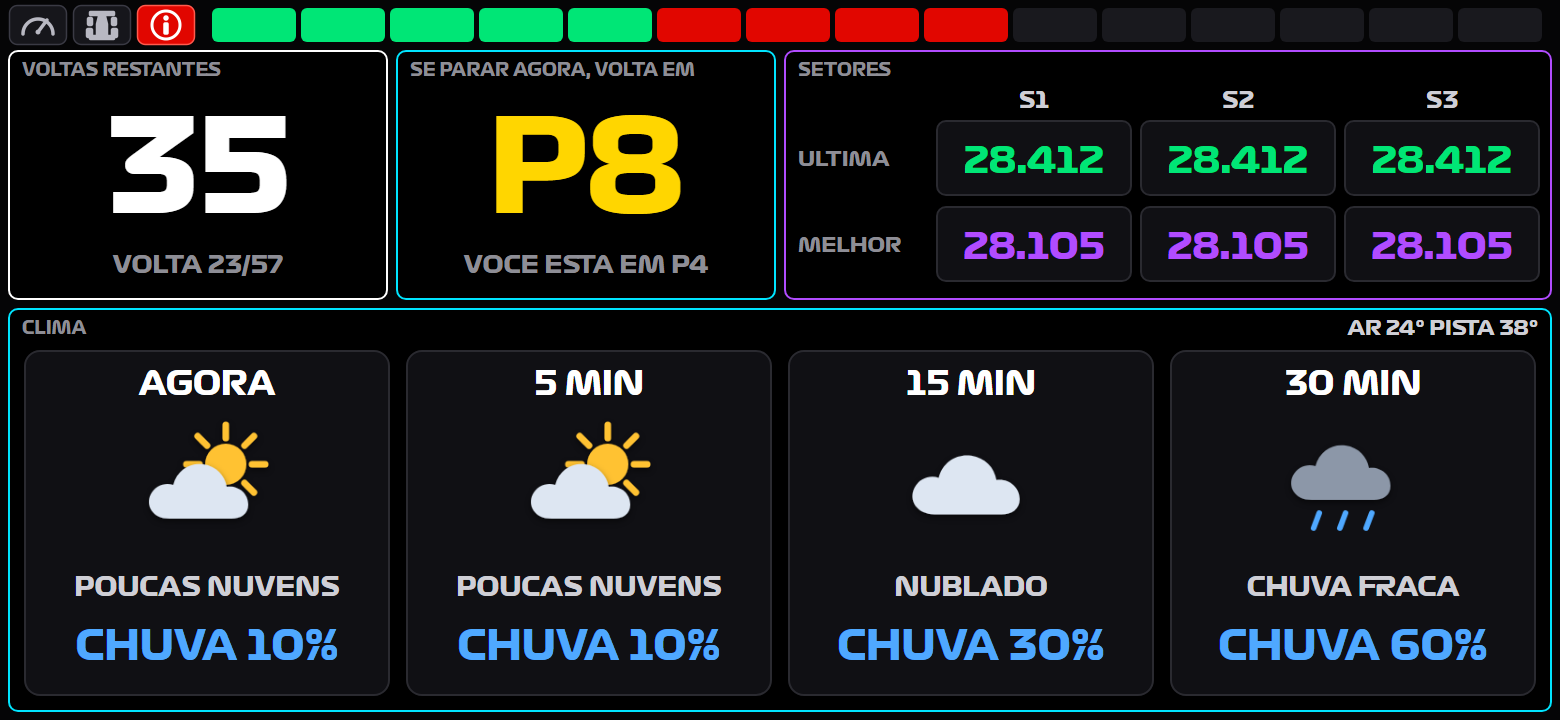 VOLTAS RESTANTES
35
VOLTA 23/57
SE PARAR AGORA, VOLTA EM
P8
VOCE ESTA EM P4
SETORES
S1 S2 S3
ULTIMA 28.412 28.412 28.412
MELHOR 28.105 28.105 28.105
CLIMA
AR 24° PISTA 38°
AGORA
POUCAS NUVENS
CHUVA 10%
5 MIN
POUCAS NUVENS
CHUVA 10%
15 MIN
NUBLADO
CHUVA 30%
30 MIN
CHUVA FRACA
CHUVA 60%